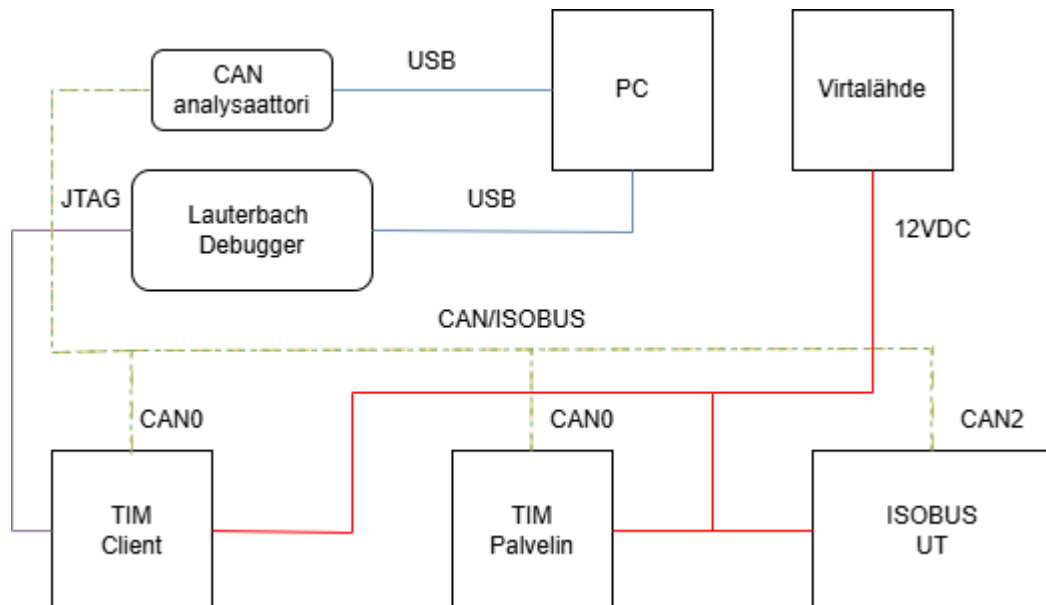 CAN
analysaattori
USB
PC
Virtalähde
JTAG
Lauterbach
Debugger
USB
12VDC
CAN/ISOBUS
CAN0
CAN0
CAN2
TIM
Client
TIM
Palvelin
ISOBUS
UT